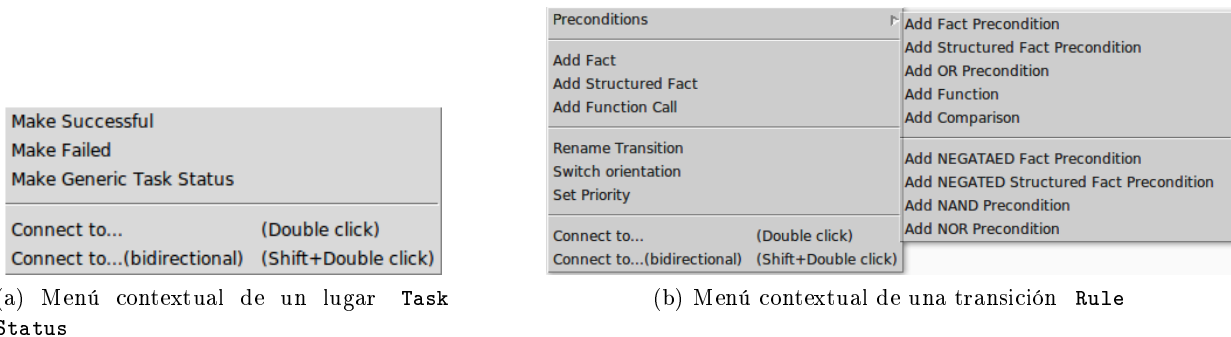 Make Successful
Make Failed
Make Generic Task Status
Connect to... (Double click)
Connect to...(bidirectional) (Shift+Double click)
(a) Menú contextual de un lugar Task
Status
Preconditions
Add Fact
Add Structured Fact
Add Function Call
Rename Transition
Switch orientation
Set Priority
Connect to... (Double click)
Connect to...(bidirectional) (Shift+Double click)
Add Fact Precondition
Add Structured Fact Precondition
Add OR Precondition
Add Function
Add Comparison
Add NEGATAED Fact Precondition
Add NEGATED Structured Fact Precondition
Add NAND Precondition
Add NOR Precondition
(b) Menú contextual de una transición Rule